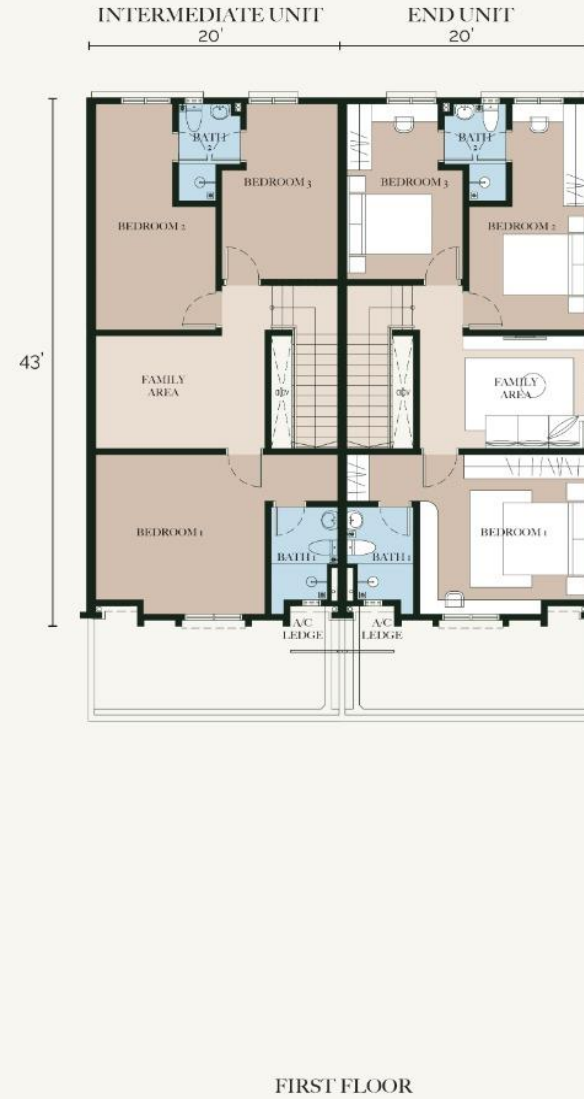 INTERMEDIATE UNIT
END UNIT
20'
20'
43'
BATH
2
BATH
2
BEDROOM 3
BEDROOM 3
BEDROOM 2
BEDROOM 2
FAMILY
AREA
FAMILY
AREA
BEDROOM 1
BATH 1
BATH 1
BEDROOM 1
A/C
LEDGE
A/C
LEDGE
FIRST FLOOR